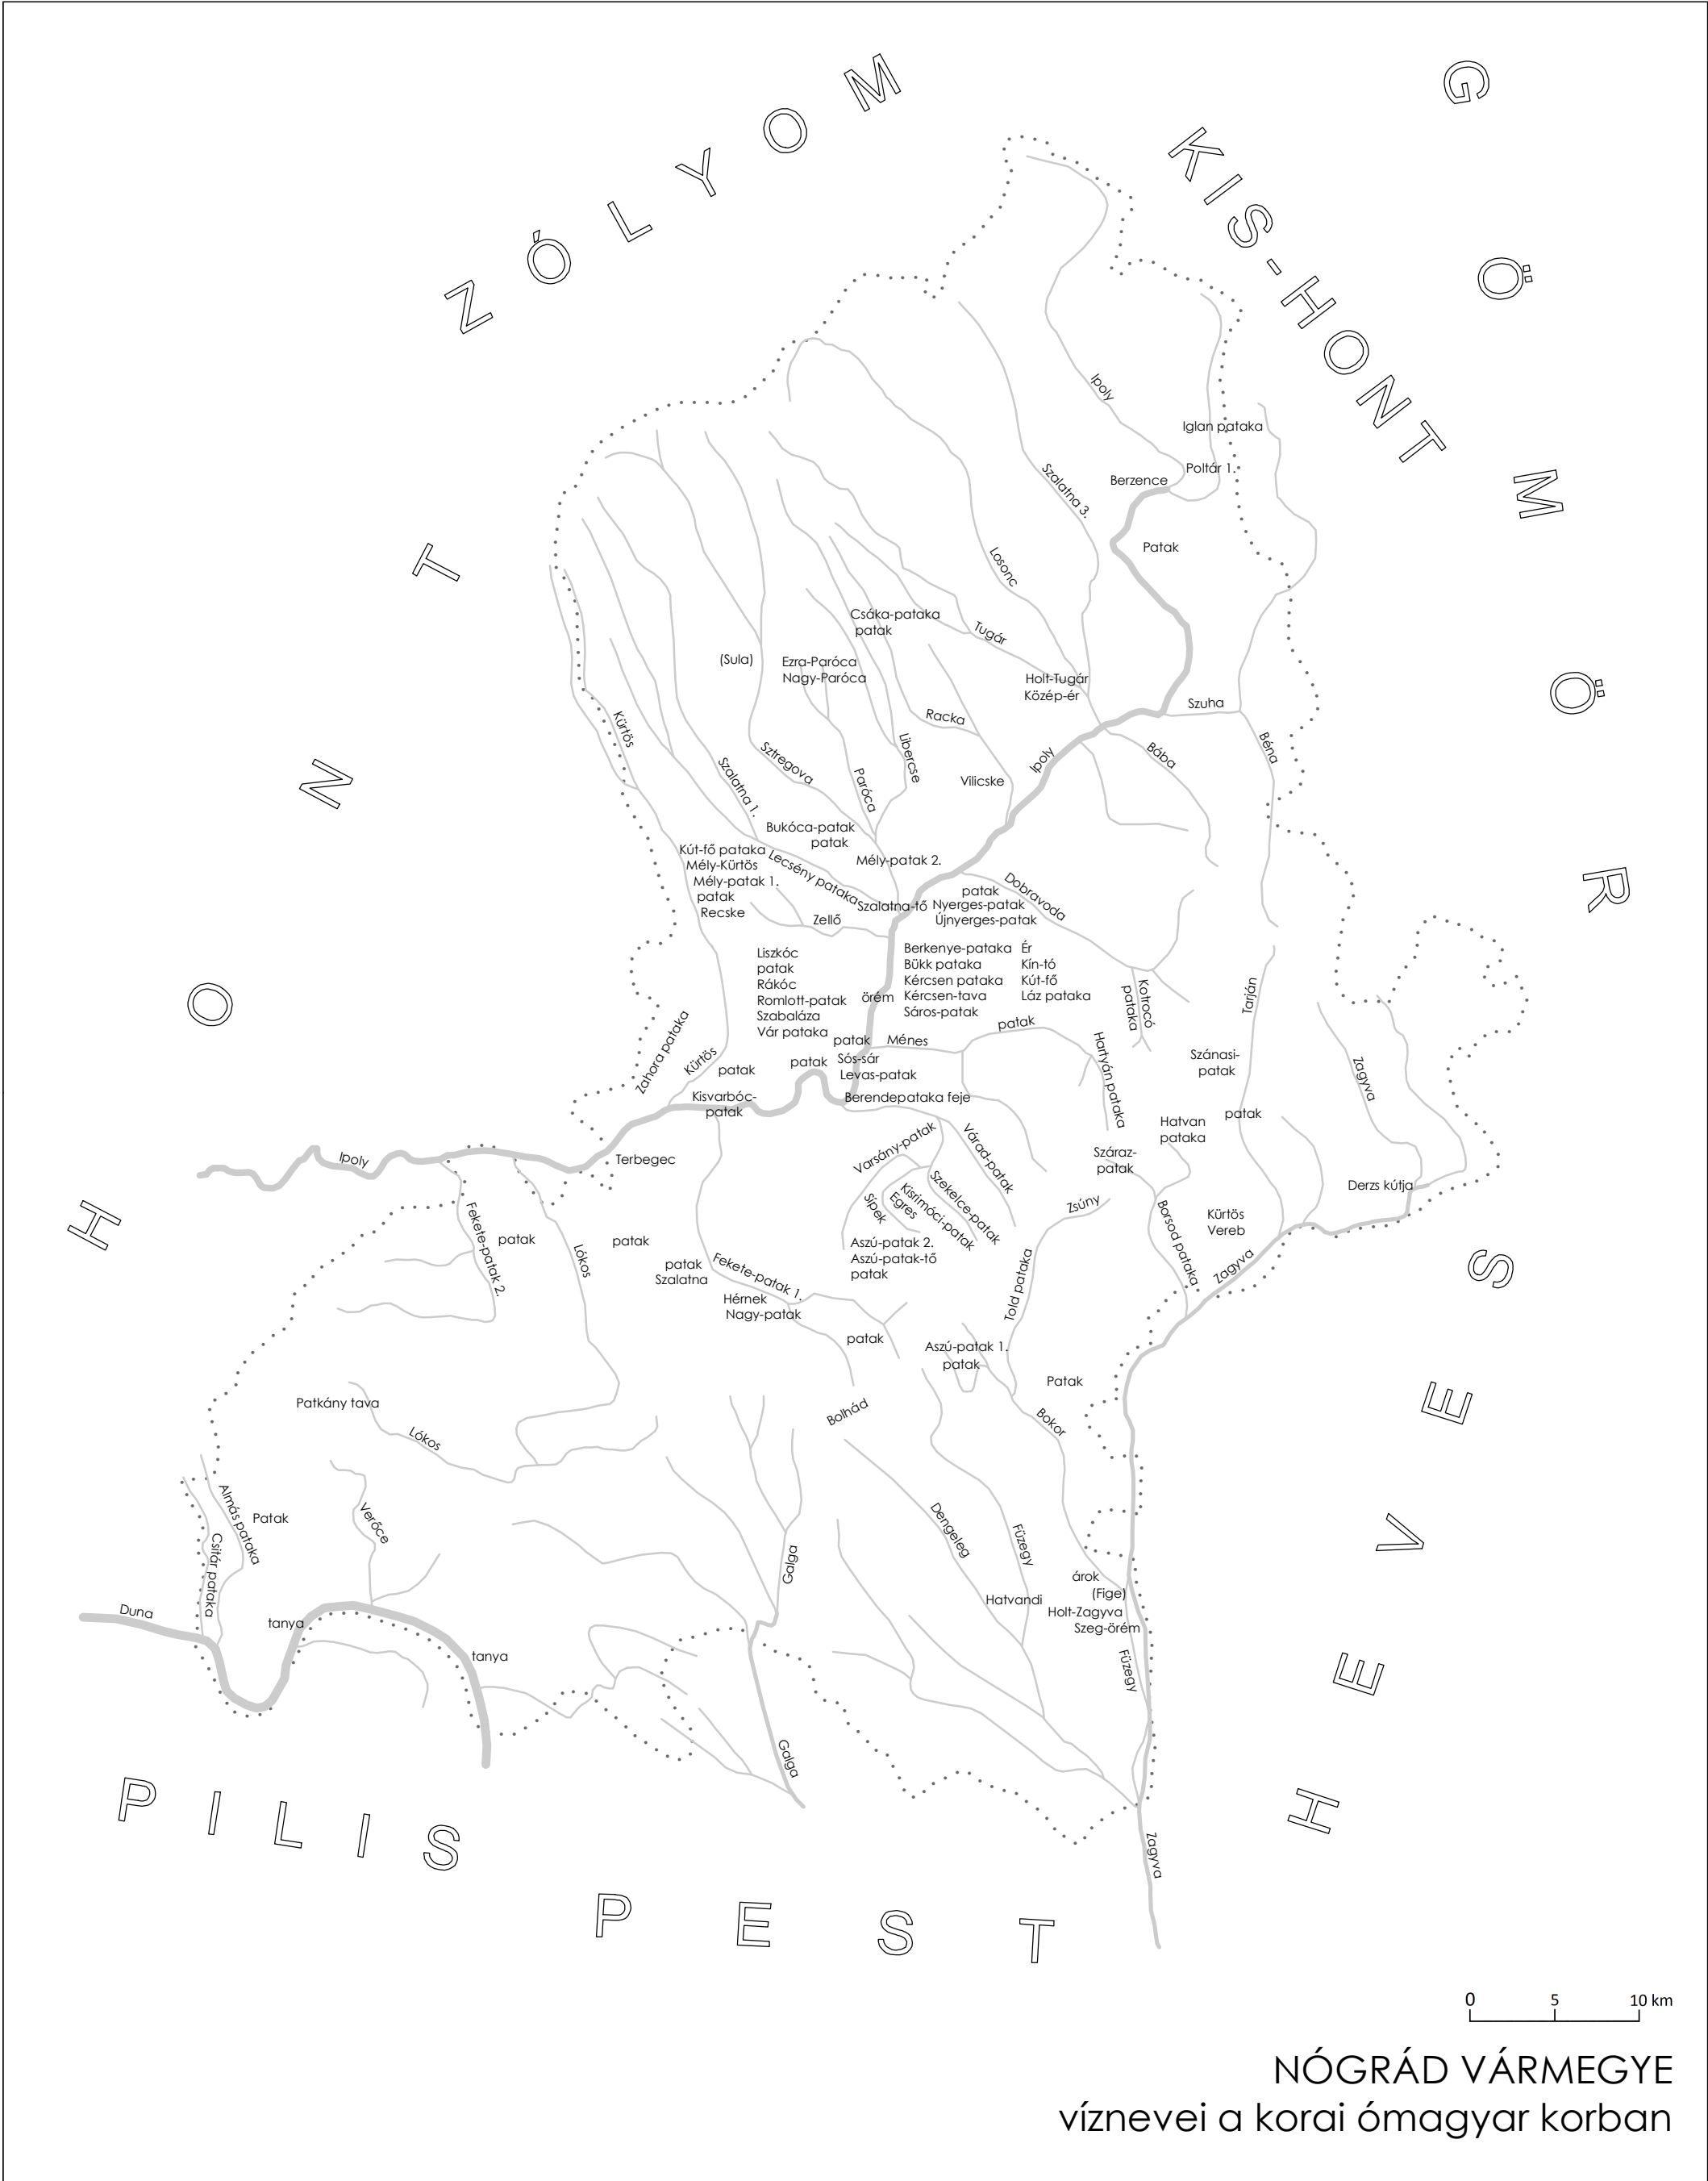 ZÓLYOM
KIS-HONT
GÖMÖR
HONT
HEVES
PILIS
PEST
Ipoly
Iglan pataka
Poltár 1.
Berzence
Szalatna 3.
Patak
Losonc
Csáka-pataka
patak
Tugár
(Sula)
Ezra-Paróca
Nagy-Paróca
Holt-Tugár
Közép-ér
Szuha
Kürtös
Racka
Libercse
Sztregova
Szalatna 1.
Paróca
Vilicske
Ipoly
Bába
Béna
Bukóca-patak
patak
Kút-fő pataka
Mély-Kürtös
Mély-patak 1.
patak
Recske
Lecsény pataka
Mély-patak 2.
Szalatna-tő
Zellő
patak
Nyerges-patak
Újnyerges-patak
Dobravoda
Liszkóc
patak
Rákóc
Romlott-patak
Szabaláza
Vár pataka
örém
Berkenye-pataka
Bükk pataka
Kércsen pataka
Kércsen-tava
Sáros-patak
Ér
Kín-tó
Kút-fő
Láz pataka
Kotrocó
pataka
Tarján
patak
Ménes
patak
Sós-sár
Levas-patak
patak
Zahora pataka
Kürtös
patak
Kisvarbóc-
patak
Berendepataka feje
Hartyán pataka
Szánasi-
patak
patak
Hatvan
pataka
Zagyva
Ipoly
Terbegec
Varsány-patak
Várad-patak
Száraz-
patak
Derzs kútja
Sípek
Egres
Kisrimóci-patak
Szekelce-patak
Zsúny
Borsod pataka
Kürtös
Vereb
Zagyva
Fekete-patak 2.
patak
Lókos
patak
patak
Szalatna
Fekete-patak 1.
Hérnek
Nagy-patak
Aszú-patak 2.
Aszú-patak-tő
patak
Told pataka
patak
Aszú-patak 1.
patak
Patak
Patkány tava
Lókos
Bolhád
Bokor
Almás pataka
Patak
Csitár pataka
Verőce
Galga
Dengeleg
Füzegy
Hatvandi
árok
(Fige)
Holt-Zagyva
Szeg-örém
Füzegy
Duna
tanya
tanya
Galga
Zagyva
0 5 10 km
NÓGRÁD VÁRMEGYE
víznevei a korai ómagyar korban